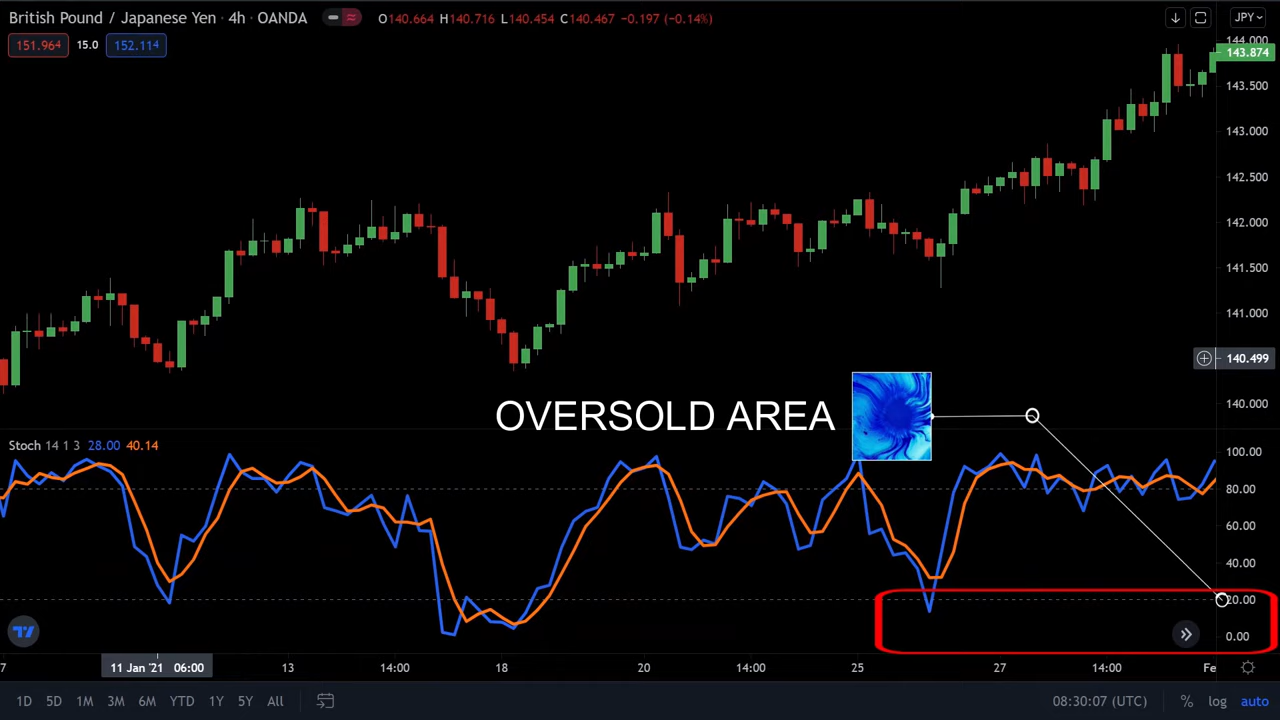 British Pound / Japanese Yen · 4h · OANDA O140.664 H140.716 L140.454 C140.467 −0.197 (−0.14%) JPY
151.964 15.0 152.114
144.000
143.874
143.500
143.000
142.500
142.000
141.500
141.000
140.499
140.000
OVERSOLD AREA
Stoch 14 1 3 28.00 40.14
100.00
80.00
60.00
40.00
20.00
0.00
7 11 Jan '21 06:00 13 14:00 18 20 14:00 25 27 14:00 Fe
1D 5D 1M 3M 6M YTD 1Y 5Y All 08:30:07 (UTC) % log auto